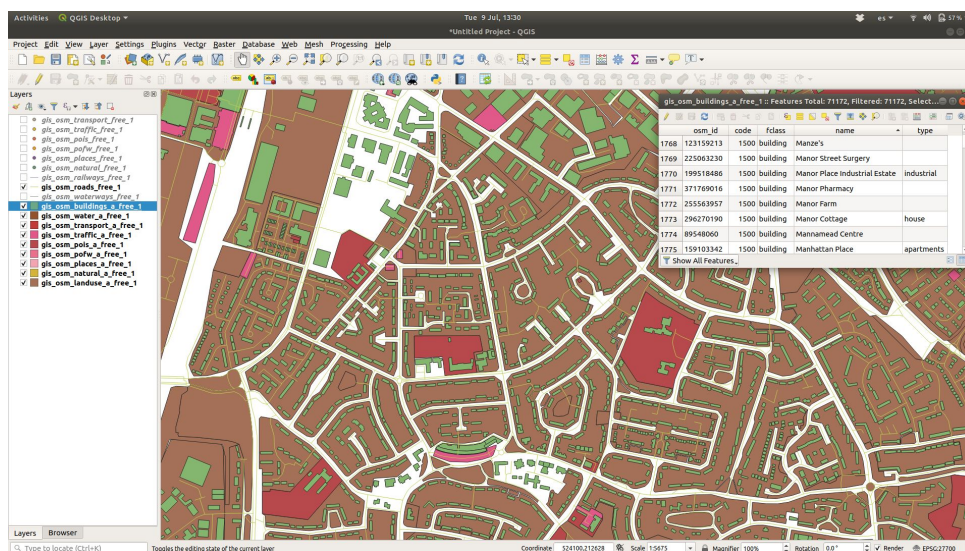 Activities QGIS Desktop Tue 9 Jul, 13:30 es 57 %
*Untitled Project - QGIS
Project Edit View Layer Settings Plugins Vector Raster Database Web Mesh Processing Help
Layers
gis_osm_transport_free_1
gis_osm_traffic_free_1
gis_osm_pois_free_1
gis_osm_pofw_free_1
gis_osm_places_free_1
gis_osm_natural_free_1
gis_osm_railways_free_1
gis_osm_roads_free_1
gis_osm_waterways_free_1
gis_osm_buildings_a_free_1
gis_osm_water_a_free_1
gis_osm_transport_a_free_1
gis_osm_traffic_a_free_1
gis_osm_pois_a_free_1
gis_osm_pofw_a_free_1
gis_osm_places_a_free_1
gis_osm_natural_a_free_1
gis_osm_landuse_a_free_1
gis_osm_buildings_a_free_1 :: Features Total: 71172, Filtered: 71172, Select...
osm_id code fclass name type
1768 123159213 1500 building Manze's
1769 225063230 1500 building Manor Street Surgery
1770 199518486 1500 building Manor Place Industrial Estate industrial
1771 371769016 1500 building Manor Pharmacy
1772 255563957 1500 building Manor Farm
1773 296270190 1500 building Manor Cottage house
1774 89548060 1500 building Mannamead Centre
1775 159103342 1500 building Manhattan Place apartments
Show All Features
Layers Browser
Type to locate (Ctrl+K) Toggles the editing state of the current layer Coordinate 524100,212628 Scale 1:5675 Magnifier 100% Rotation 0.0° Render EPSG:27700